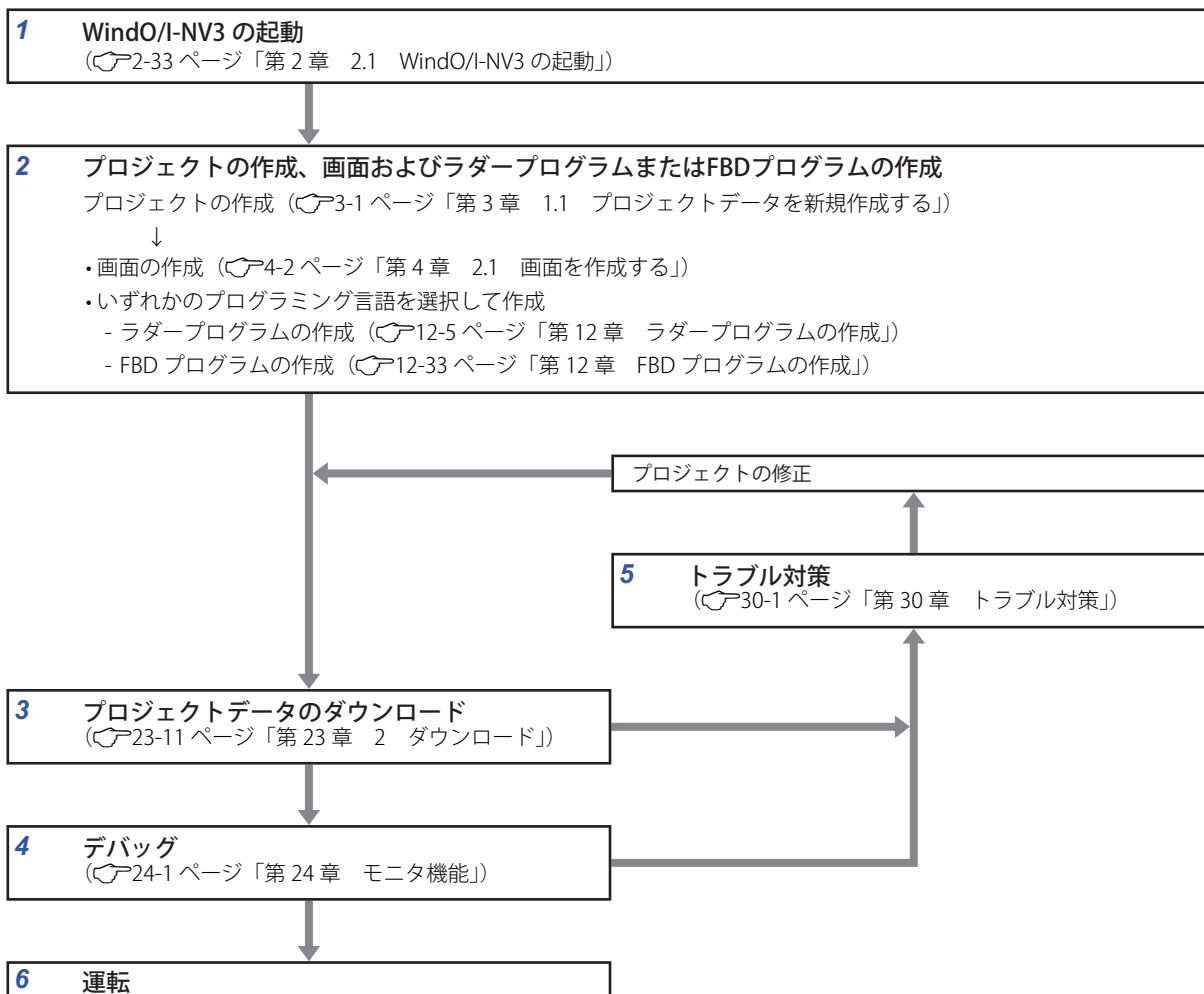 1 WindO/I-NV3 の起動
（2-33 ページ「第 2 章　2.1　WindO/I-NV3 の起動」）
2 プロジェクトの作成、画面およびラダープログラムまたはFBDプログラムの作成
プロジェクトの作成（3-1 ページ「第 3 章　1.1　プロジェクトデータを新規作成する」）
↓
・画面の作成（4-2 ページ「第 4 章　2.1　画面を作成する」）
・いずれかのプログラミング言語を選択して作成
- ラダープログラムの作成（12-5 ページ「第 12 章　ラダープログラムの作成」）
- FBD プログラムの作成（12-33 ページ「第 12 章　FBD プログラムの作成」）
プロジェクトの修正
5 トラブル対策
（30-1 ページ「第 30 章　トラブル対策」）
3 プロジェクトデータのダウンロード
（23-11 ページ「第 23 章　2　ダウンロード」）
4 デバッグ
（24-1 ページ「第 24 章　モニタ機能」）
6 運転